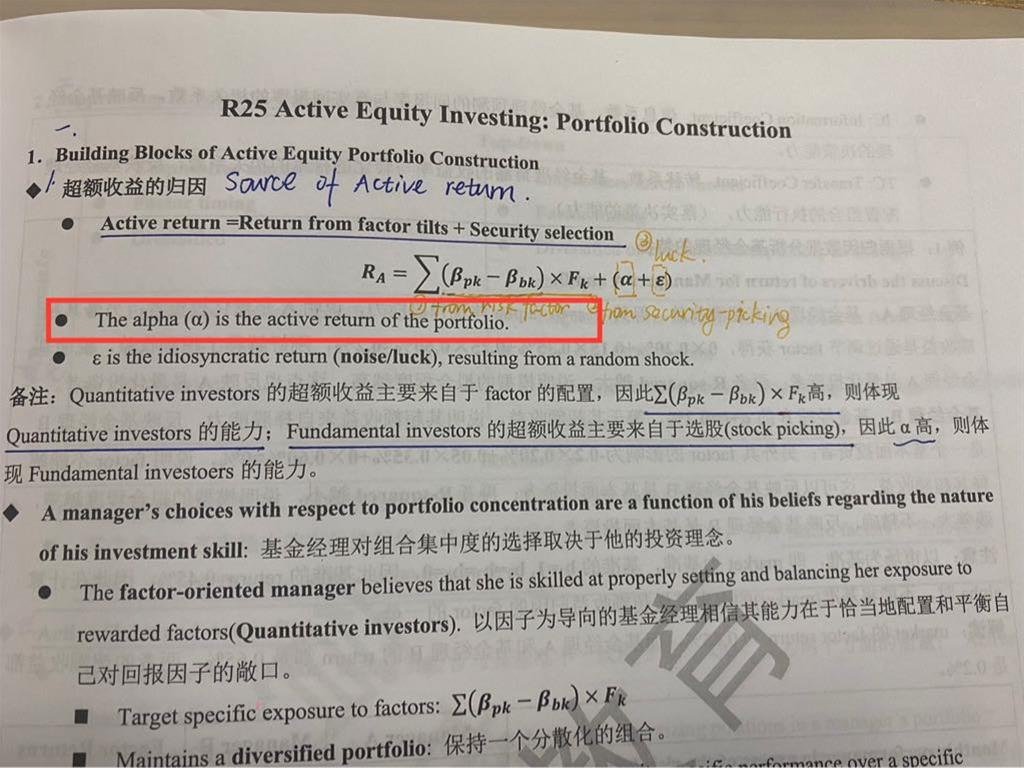 R25 Active Equity Investing: Portfolio Construction
一.
1. Building Blocks of Active Equity Portfolio Construction
◆ 1. 超额收益的归因 Source of Active return.
● Active return =Return from factor tilts + Security selection
③ luck.
R_A = ∑(β_pk − β_bk) × F_k + (α + ε)
① from risk factor ② from security-picking
● The alpha (α) is the active return of the portfolio.
● ε is the idiosyncratic return (noise/luck), resulting from a random shock.
备注: Quantitative investors 的超额收益主要来自于 factor 的配置，因此∑(β_pk − β_bk) × F_k高，则体现
Quantitative investors 的能力；Fundamental investors 的超额收益主要来自于选股(stock picking)，因此 α 高，则体
现 Fundamental investoers 的能力。
◆ A manager's choices with respect to portfolio concentration are a function of his beliefs regarding the nature
of his investment skill: 基金经理对组合集中度的选择取决于他的投资理念。
● The factor-oriented manager believes that she is skilled at properly setting and balancing her exposure to
rewarded factors(Quantitative investors). 以因子为导向的基金经理相信其能力在于恰当地配置和平衡自
己对回报因子的敞口。
■ Target specific exposure to factors: ∑(β_pk − β_bk) × F_k
■ Maintains a diversified portfolio: 保持一个分散化的组合。
performance over a specific
育